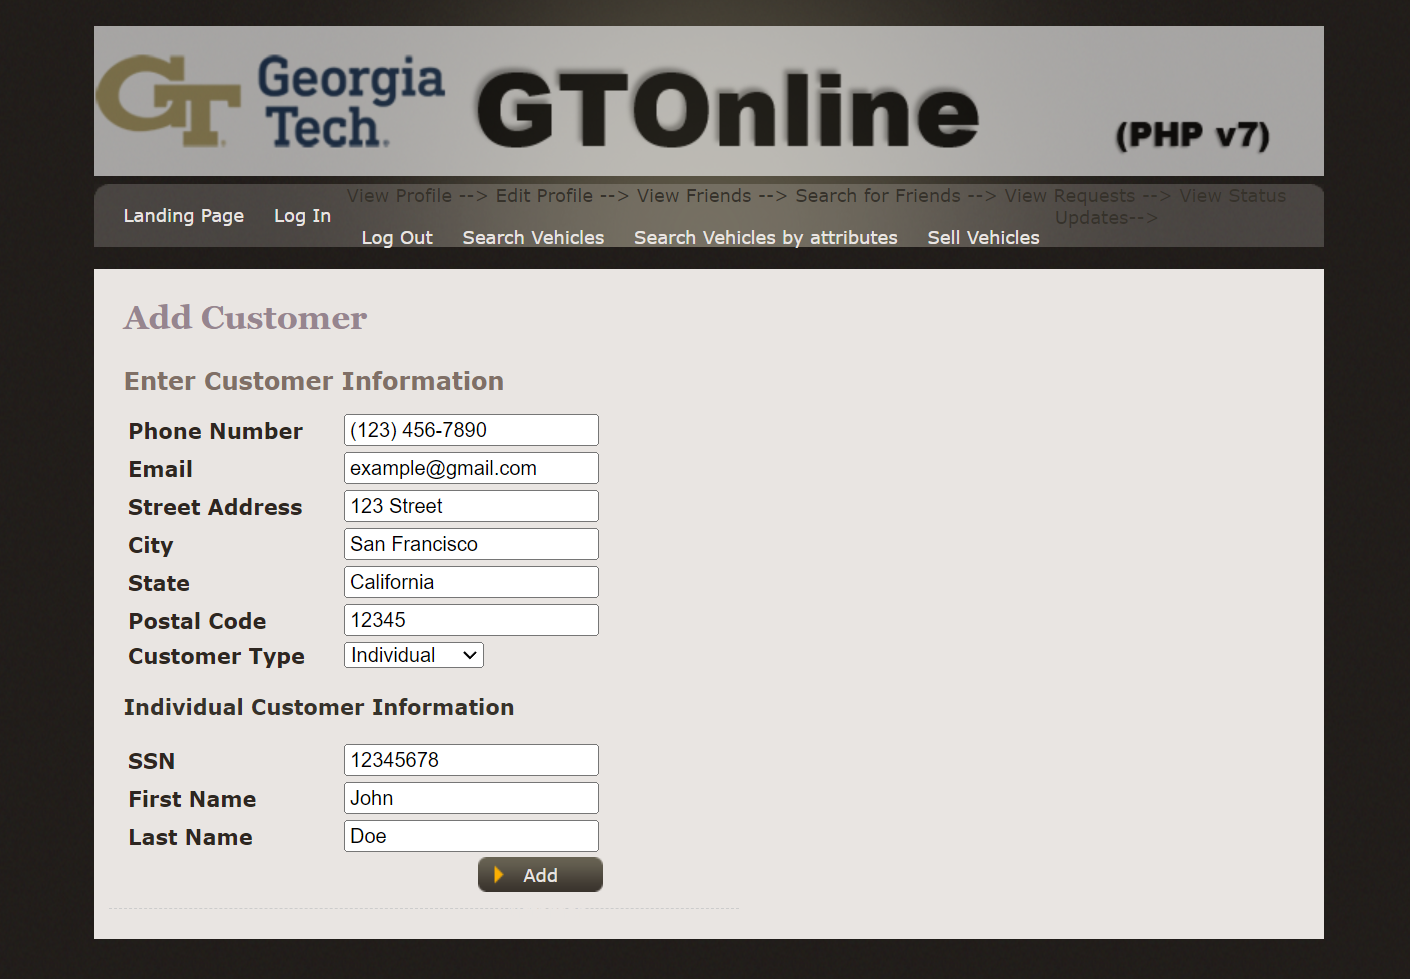 Georgia
Tech.
GTOnline
(PHP v7)
View Profile --> Edit Profile --> View Friends --> Search for Friends --> View Requests --> View Status
Updates-->
Landing Page Log In
Log Out Search Vehicles Search Vehicles by attributes Sell Vehicles
Add Customer
Enter Customer Information
Phone Number (123) 456-7890
Email example@gmail.com
Street Address 123 Street
City San Francisco
State California
Postal Code 12345
Customer Type Individual
Individual Customer Information
SSN 12345678
First Name John
Last Name Doe
Add